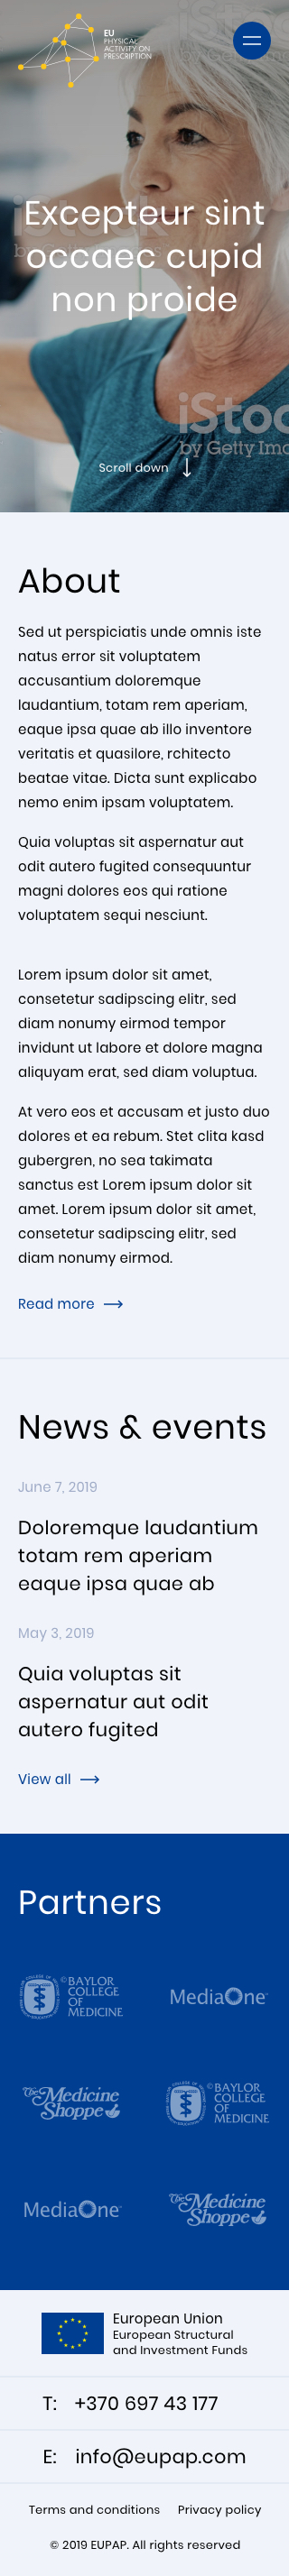 EU
PHYSICAL
ACTIVITY ON
PRESCRIPTION
iStock
by Getty Images
Excepteur sint
occaec cupid
non proide
iStoc
by Getty Ima
Scroll down
About
Sed ut perspiciatis unde omnis iste
natus error sit voluptatem
accusantium doloremque
laudantium, totam rem aperiam,
eaque ipsa quae ab illo inventore
veritatis et quasilore, rchitecto
beatae vitae. Dicta sunt explicabo
nemo enim ipsam voluptatem.
Quia voluptas sit aspernatur aut
odit autero fugited consequuntur
magni dolores eos qui ratione
voluptatem sequi nesciunt.
Lorem ipsum dolor sit amet,
consetetur sadipscing elitr, sed
diam nonumy eirmod tempor
invidunt ut labore et dolore magna
aliquyam erat, sed diam voluptua.
At vero eos et accusam et justo duo
dolores et ea rebum. Stet clita kasd
gubergren, no sea takimata
sanctus est Lorem ipsum dolor sit
amet. Lorem ipsum dolor sit amet,
consetetur sadipscing elitr, sed
diam nonumy eirmod.
Read more
News & events
June 7, 2019
Doloremque laudantium
totam rem aperiam
eaque ipsa quae ab
May 3, 2019
Quia voluptas sit
aspernatur aut odit
autero fugited
View all
Partners
BAYLOR
COLLEGE
OF
MEDICINE
MediaOne
The Medicine
Shoppe
BAYLOR
COLLEGE
OF
MEDICINE
MediaOne
The Medicine
Shoppe
European Union
European Structural
and Investment Funds
T: +370 697 43 177
E: info@eupap.com
Terms and conditions Privacy policy
© 2019 EUPAP. All rights reserved